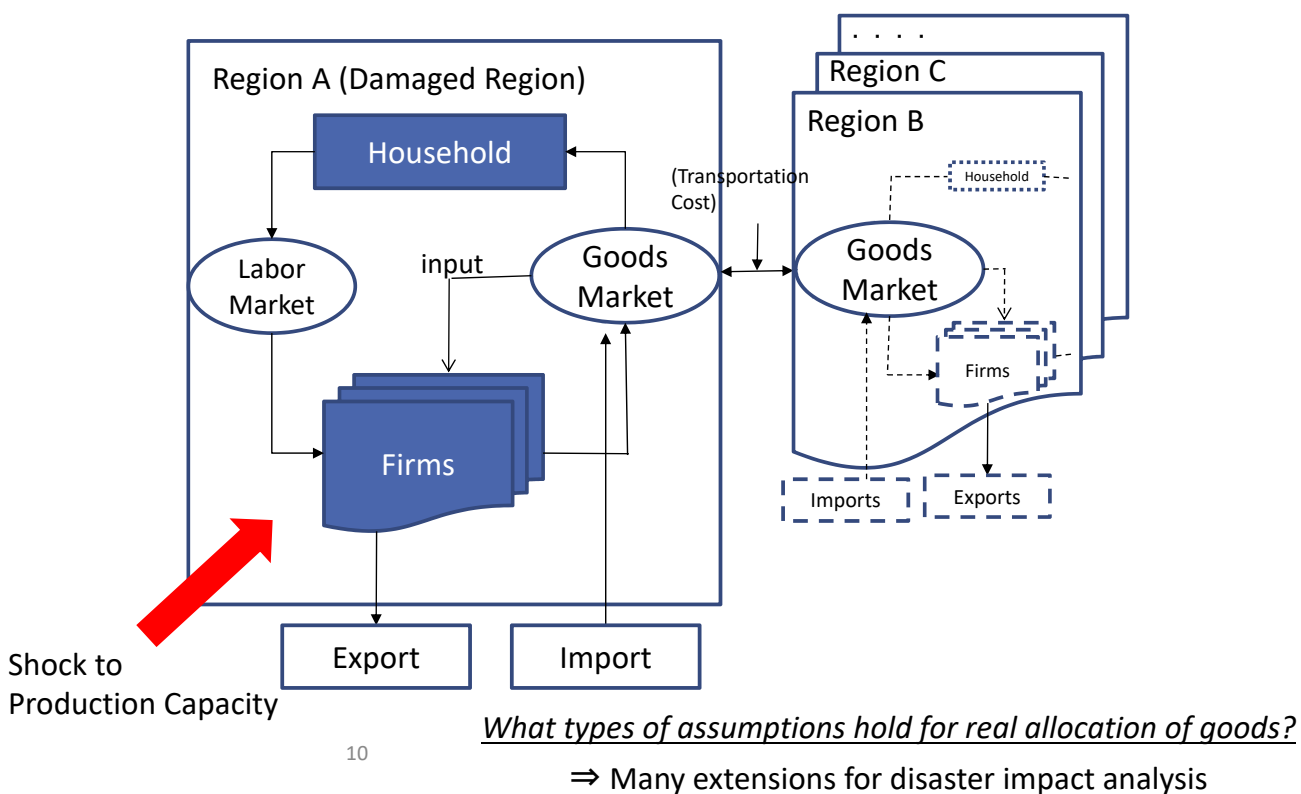 Region A (Damaged Region)
Household
Labor
Market
input
Goods
Market
Firms
Export
Import
Shock to
Production Capacity
(Transportation
Cost)
. . . .
Region C
Region B
Household
Goods
Market
Firms
Imports
Exports
What types of assumptions hold for real allocation of goods?
⇒ Many extensions for disaster impact analysis
10